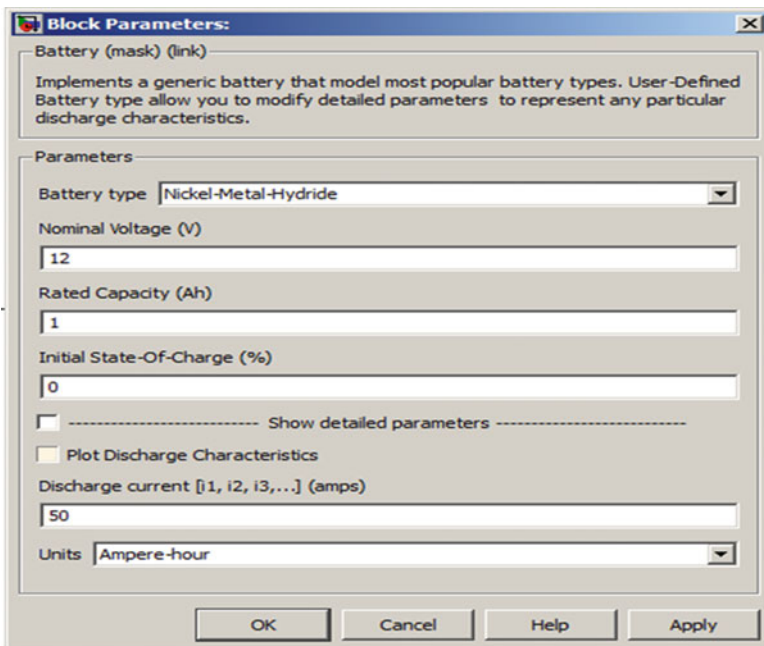 Block Parameters:
Battery (mask) (link)
Implements a generic battery that model most popular battery types. User-Defined
Battery type allow you to modify detailed parameters to represent any particular
discharge characteristics.
Parameters
Battery type Nickel-Metal-Hydride
Nominal Voltage (V)
12
Rated Capacity (Ah)
1
Initial State-Of-Charge (%)
0
--------------------------- Show detailed parameters ---------------------------
Plot Discharge Characteristics
Discharge current [i1, i2, i3,...] (amps)
50
Units Ampere-hour
OK Cancel Help Apply